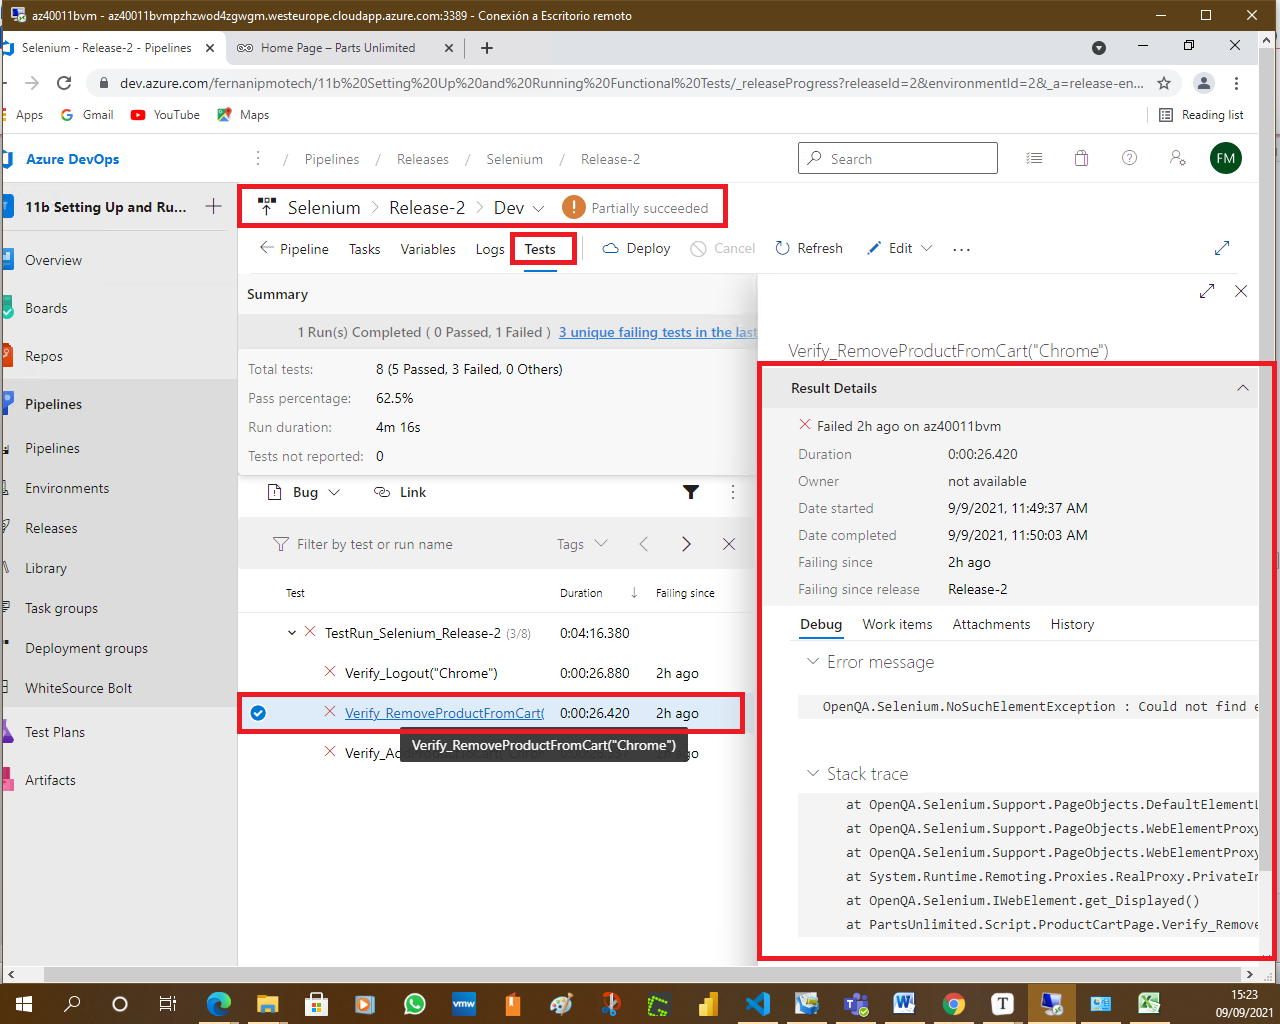 az40011bvm - az40011bvmpzhzwod4zgwgm.westeurope.cloudapp.azure.com:3389 - Conexión a Escritorio remoto
Selenium - Release-2 - Pipelines
Home Page – Parts Unlimited
dev.azure.com/fernanipmotech/11b%20Setting%20Up%20and%20Running%20Functional%20Tests/_releaseProgress?releaseId=2&environmentId=2&_a=release-en...
Apps Gmail YouTube Maps Reading list
Azure DevOps / Pipelines / Releases / Selenium / Release-2 Search FM
11b Setting Up and Ru...
Selenium > Release-2 > Dev Partially succeeded
Pipeline Tasks Variables Logs Tests Deploy Cancel Refresh Edit ...
Overview
Boards
Repos
Pipelines
Pipelines
Environments
Releases
Library
Task groups
Deployment groups
WhiteSource Bolt
Test Plans
Artifacts
Summary
1 Run(s) Completed ( 0 Passed, 1 Failed ) 3 unique failing tests in the last
Total tests: 8 (5 Passed, 3 Failed, 0 Others)
Pass percentage: 62.5%
Run duration: 4m 16s
Tests not reported: 0
Bug Link
Filter by test or run name Tags
Test Duration Failing since
TestRun_Selenium_Release-2 (3/8) 0:04:16.380
Verify_Logout("Chrome") 0:00:26.880 2h ago
Verify_RemoveProductFromCart( 0:00:26.420 2h ago
Verify_RemoveProductFromCart("Chrome")
Verify_RemoveProductFromCart("Chrome")
Result Details
Failed 2h ago on az40011bvm
Duration 0:00:26.420
Owner not available
Date started 9/9/2021, 11:49:37 AM
Date completed 9/9/2021, 11:50:03 AM
Failing since 2h ago
Failing since release Release-2
Debug Work items Attachments History
Error message
OpenQA.Selenium.NoSuchElementException : Could not find e
Stack trace
at OpenQA.Selenium.Support.PageObjects.DefaultElementL
at OpenQA.Selenium.Support.PageObjects.WebElementProxy
at OpenQA.Selenium.Support.PageObjects.WebElementProxy
at System.Runtime.Remoting.Proxies.RealProxy.PrivateIn
at OpenQA.Selenium.IWebElement.get_Displayed()
at PartsUnlimited.Script.ProductCartPage.Verify_Remove
vmw W T
15:23
09/09/2021